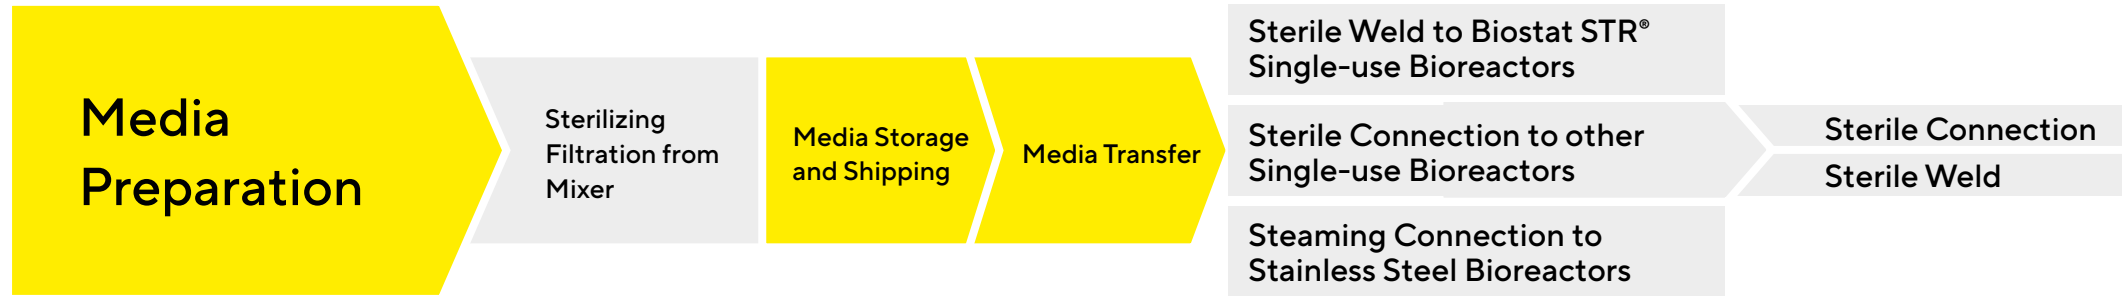 Media
Preparation
Sterilizing
Filtration from
Mixer
Media Storage
and Shipping
Media Transfer
Sterile Weld to Biostat STR®
Single-use Bioreactors
Sterile Connection to other
Single-use Bioreactors
Steaming Connection to
Stainless Steel Bioreactors
Sterile Connection
Sterile Weld